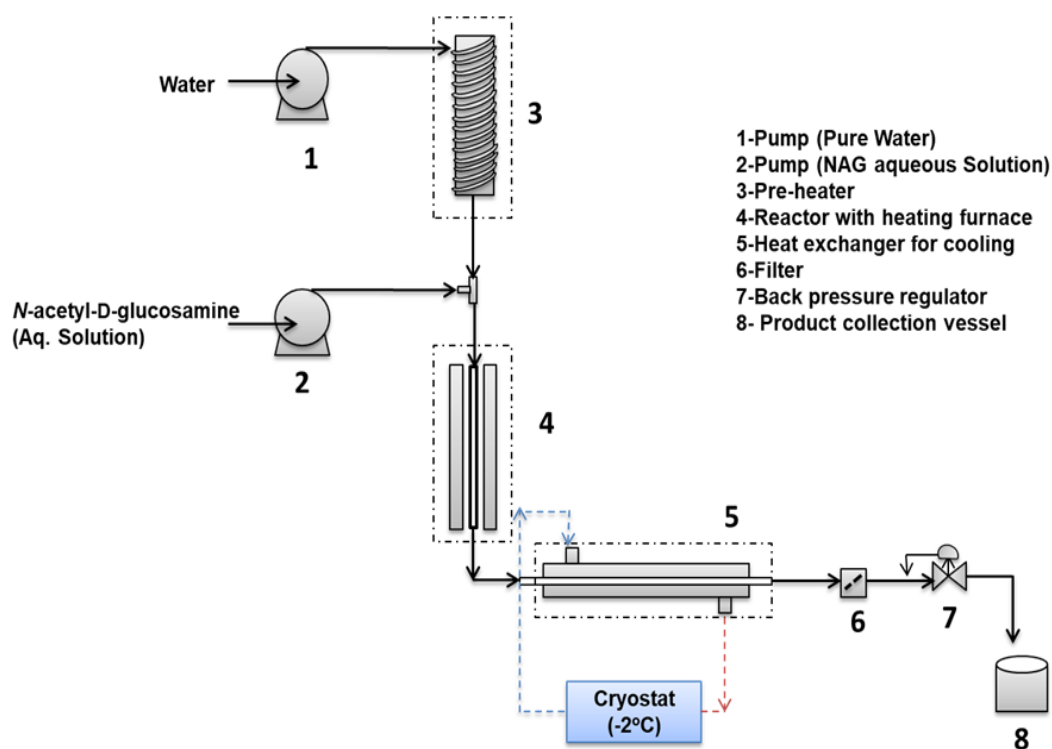 Water
1
3
1-Pump (Pure Water)
2-Pump (NAG aqueous Solution)
3-Pre-heater
4-Reactor with heating furnace
5-Heat exchanger for cooling
6-Filter
7-Back pressure regulator
8- Product collection vessel
N-acetyl-D-glucosamine
(Aq. Solution)
2
4
5
6
7
Cryostat
(-2ºC)
8